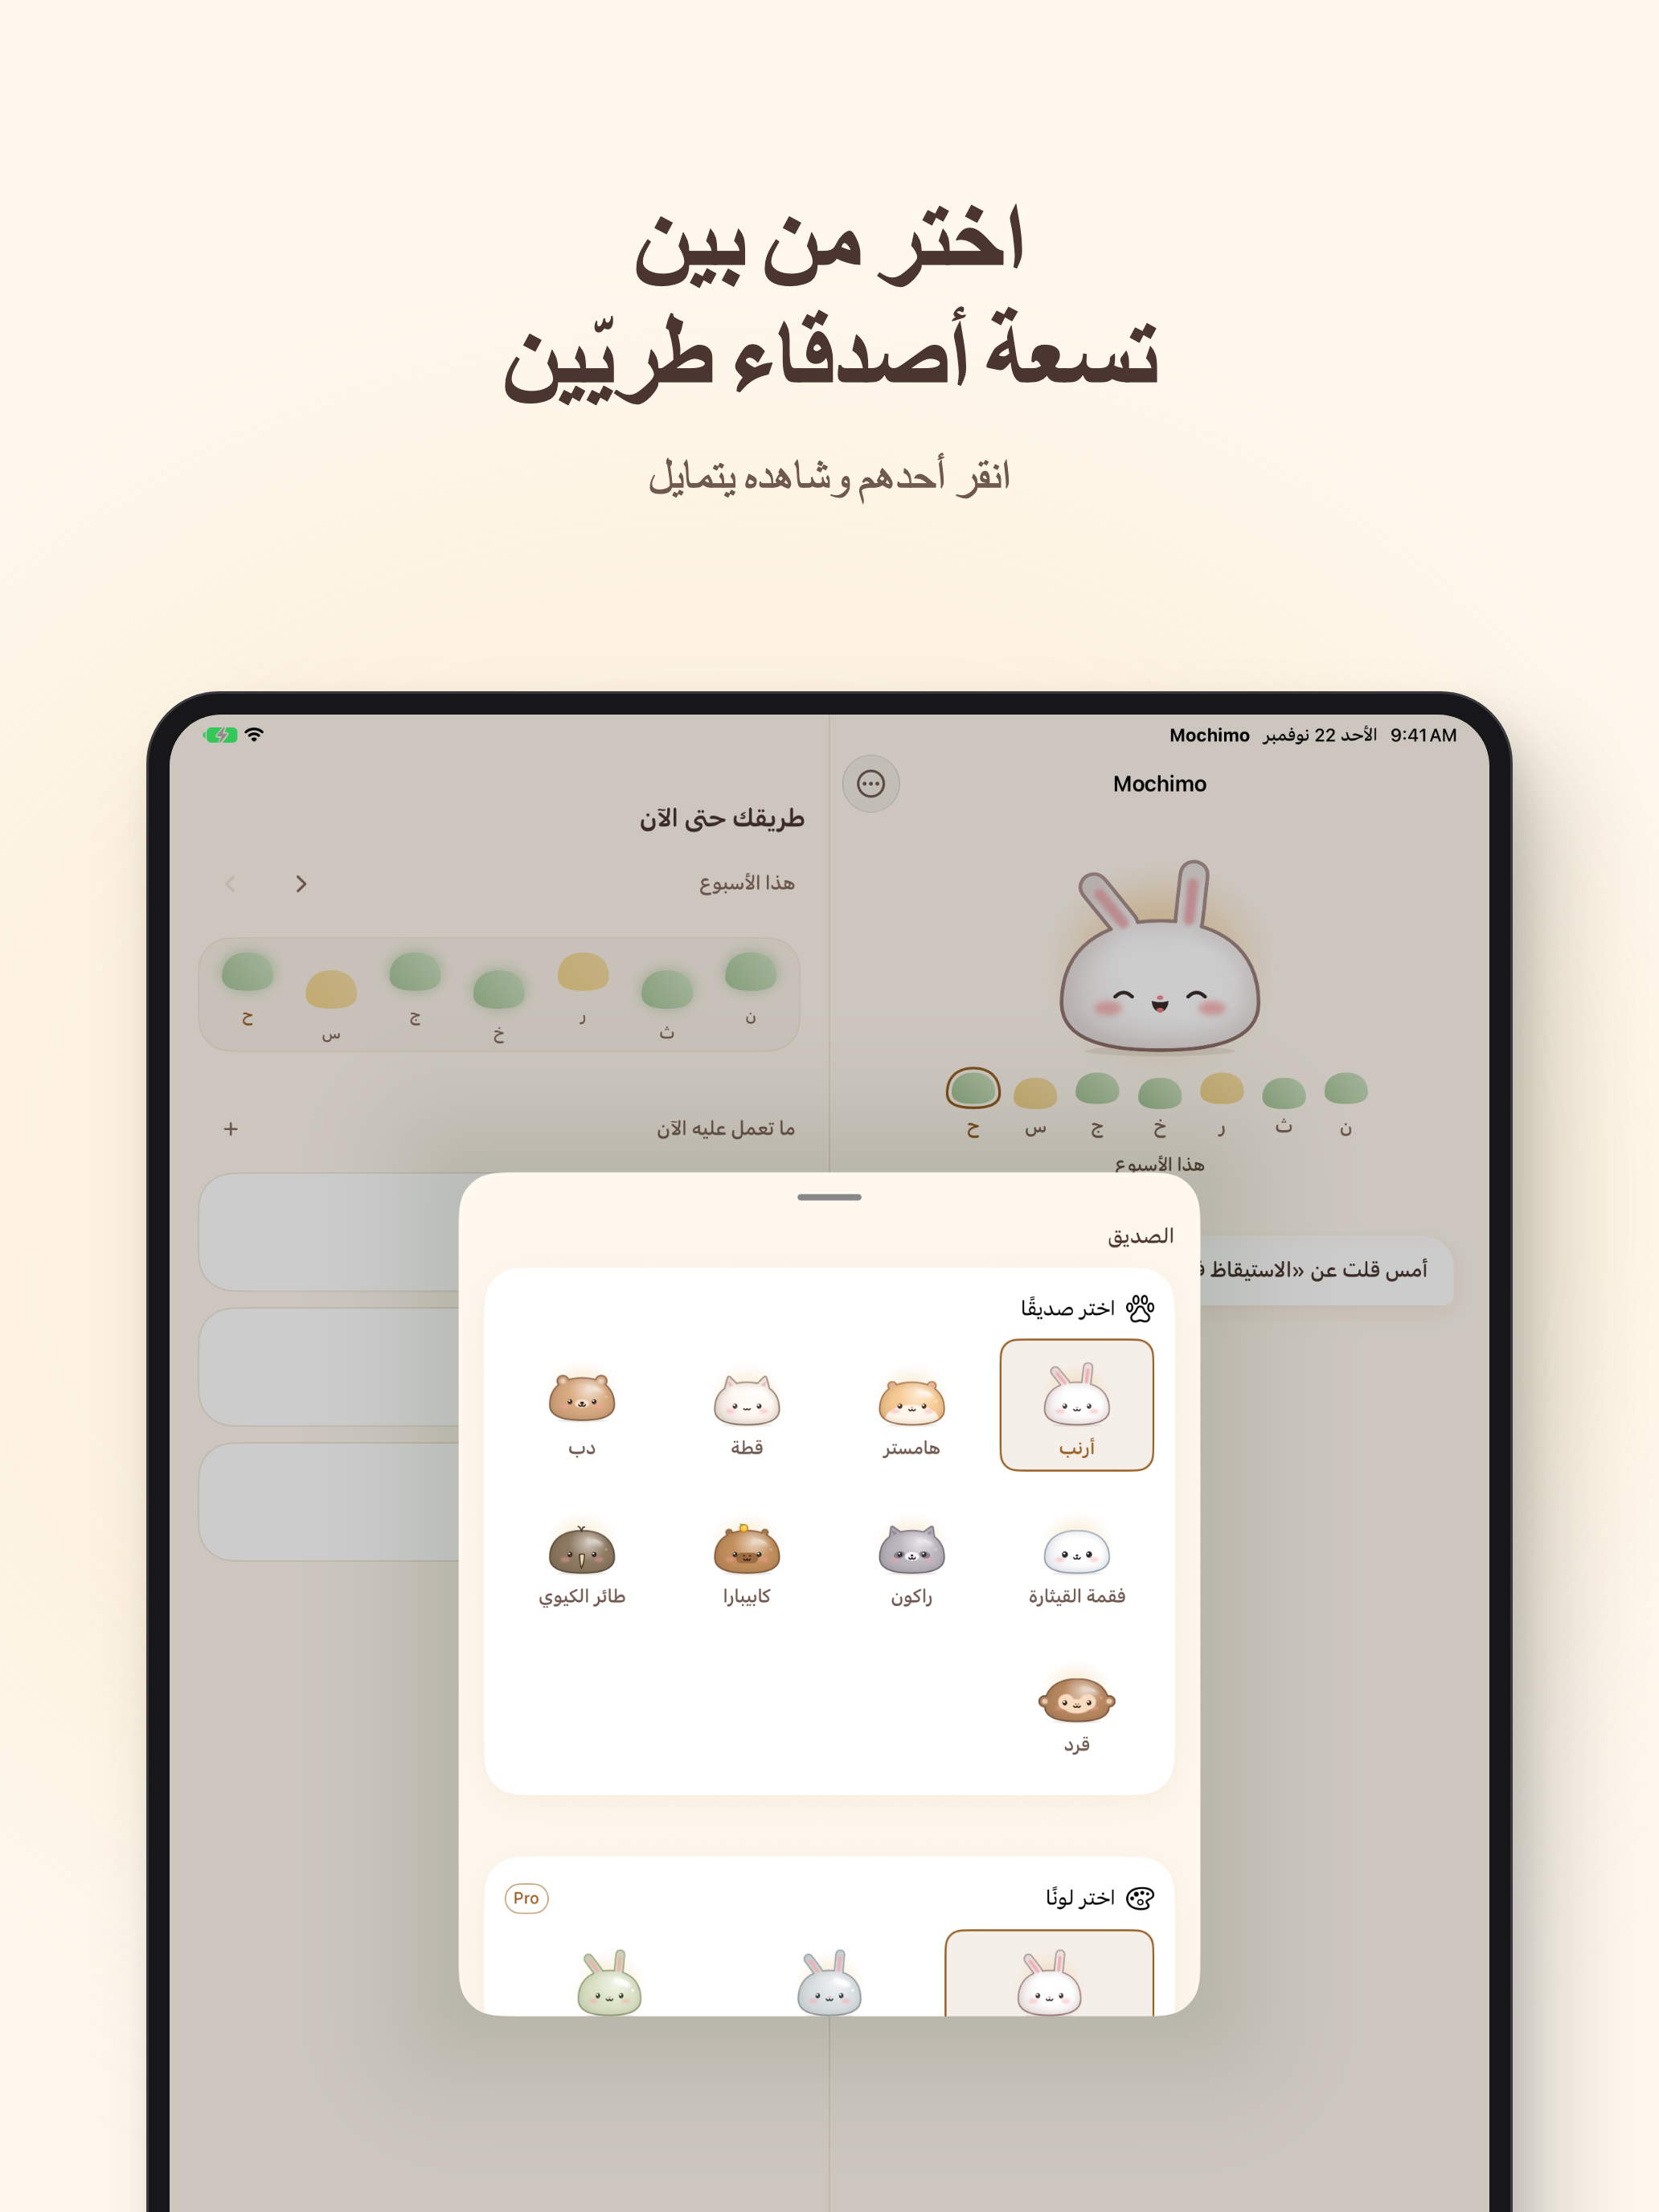 اختر من بين
تسعة أصدقاء طريّين
انقر أحدهم وشاهده يتمايل
9:41 AM الأحد 22 نوفمبر Mochimo
Mochimo
ن ث ر خ ج س ح
هذا الأسبوع
أمس قلت عن «الاستيقاظ
طريقك حتى الآن
هذا الأسبوع
ن ث ر خ ج س ح
ما تعمل عليه الآن
الصديق
اختر صديقًا
أرنب هامستر قطة دب
فقمة القيثارة راكون كابيبارا طائر الكيوي
قرد
اختر لونًا Pro